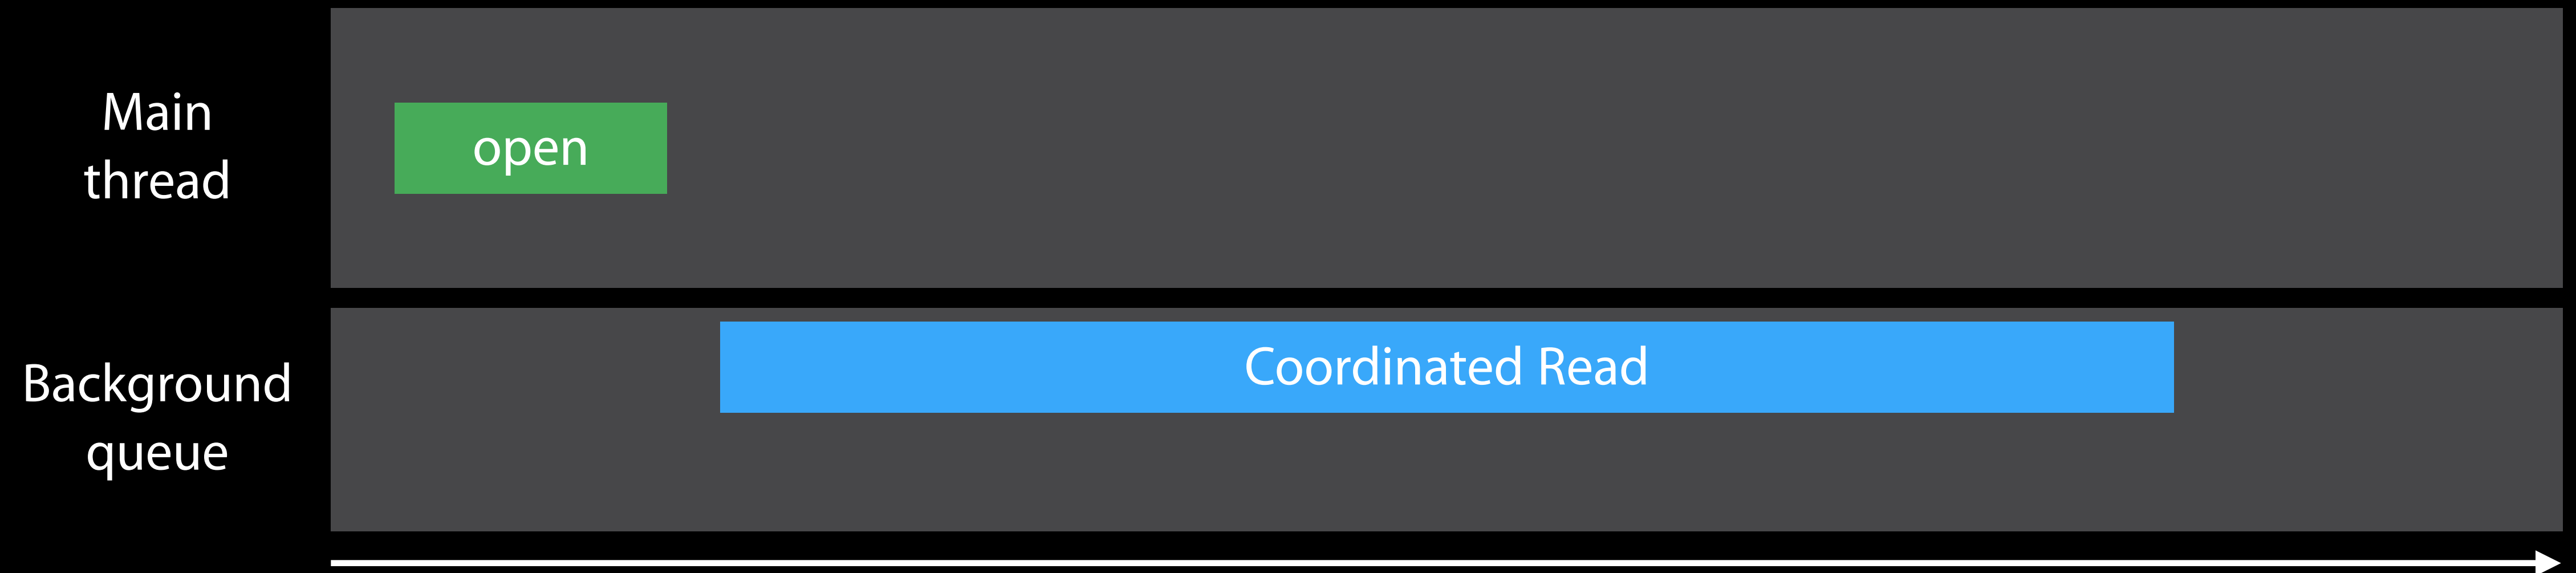 Main
thread
open
Background
queue
Coordinated Read